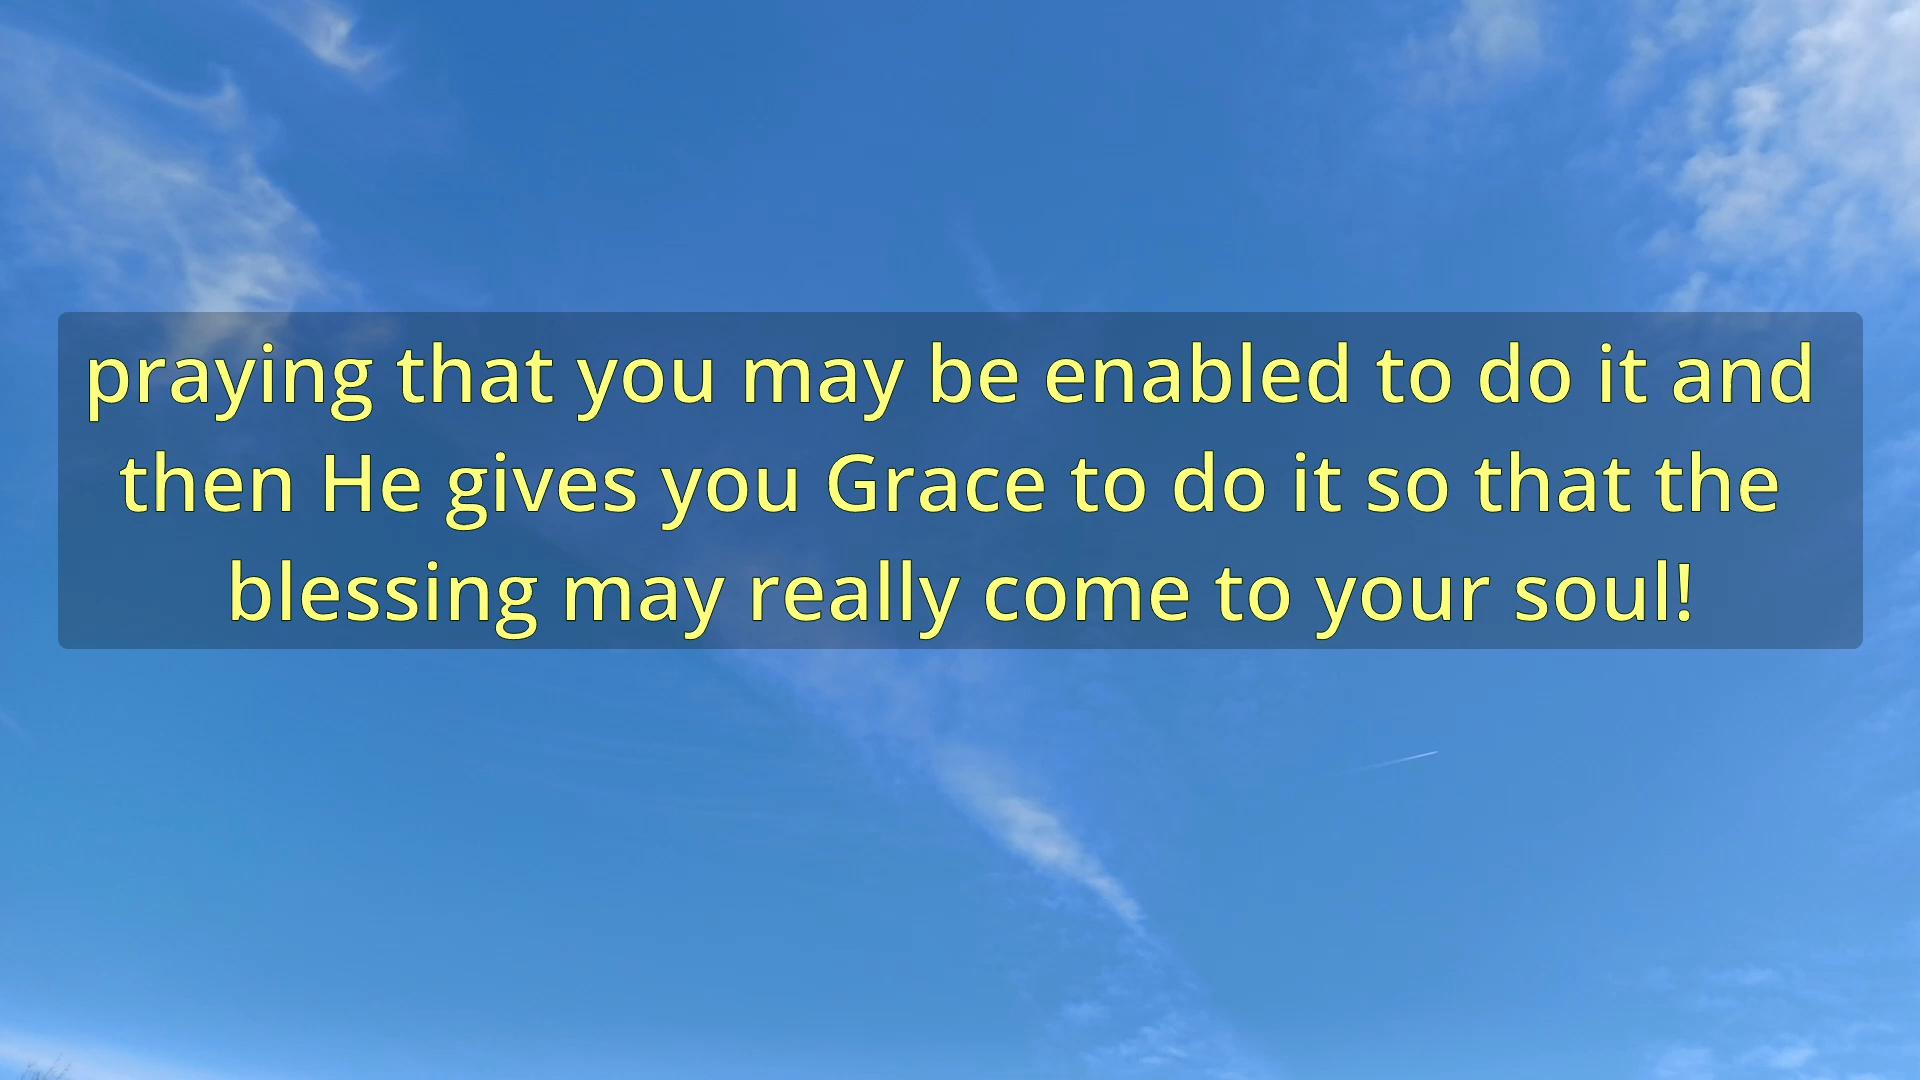 praying that you may be enabled to do it and
then He gives you Grace to do it so that the
blessing may really come to your soul!